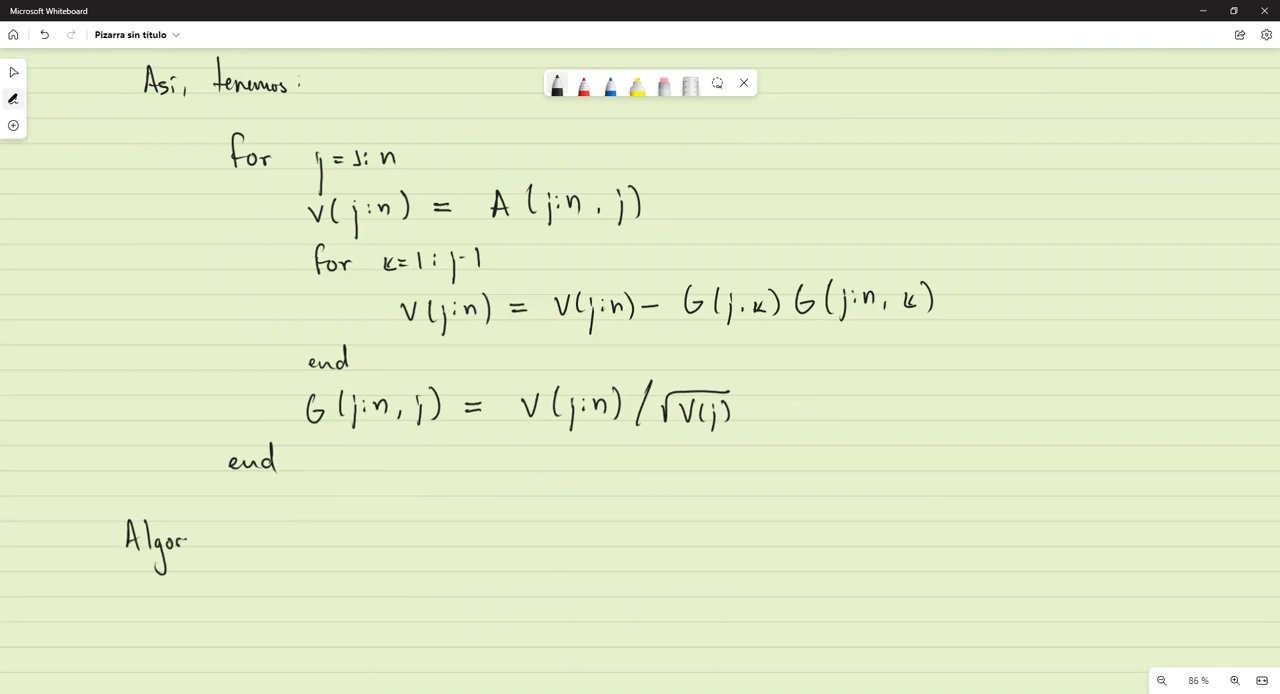 Microsoft Whiteboard
Pizarra sin título
Así, tenemos:
for j=1:n
v(j:n) = A(j:n, j)
for k=1:j-1
v(j:n) = v(j:n) - G(j,k) G(j:n, k)
end
G(j:n, j) = v(j:n)/√v(j)
end
Algor
86 %